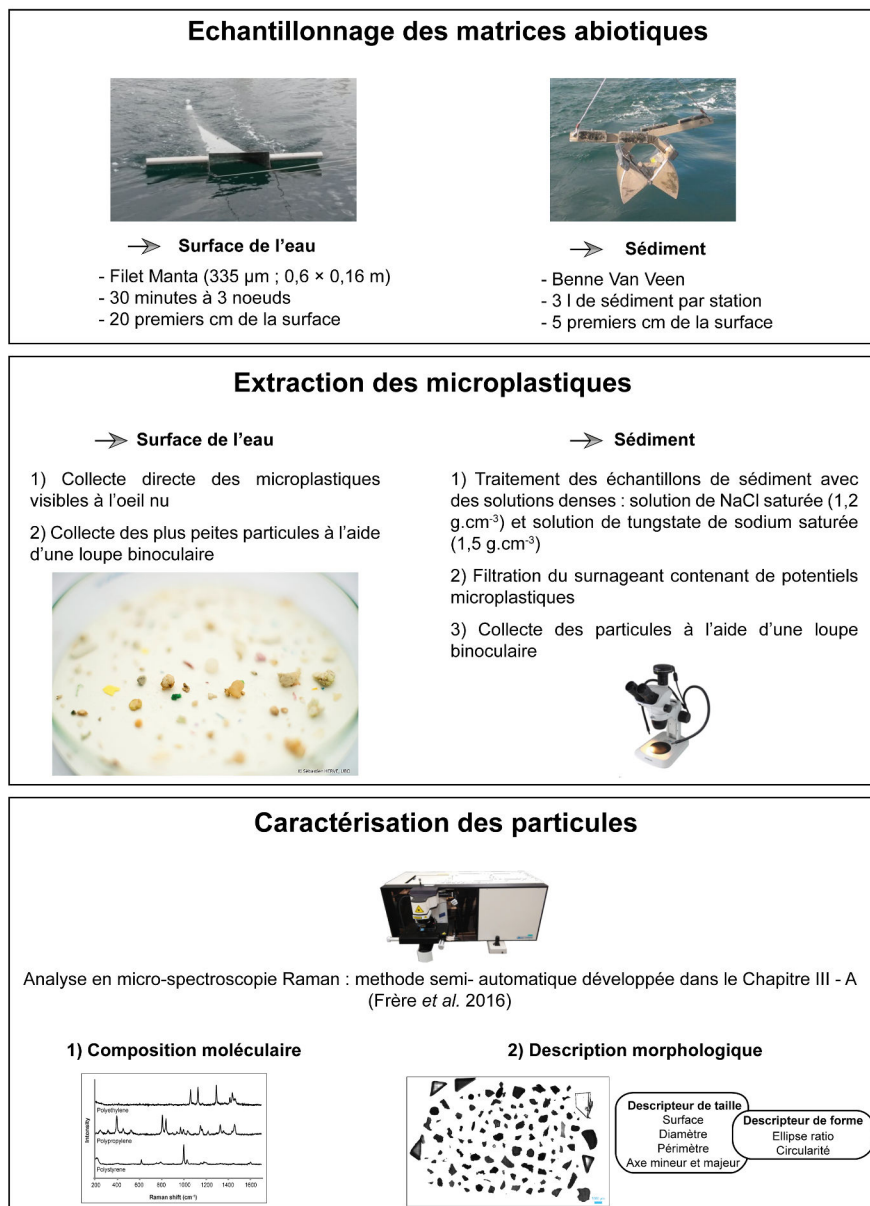 Echantillonnage des matrices abiotiques
Surface de l'eau
- Filet Manta (335 µm ; 0,6 × 0,16 m)
- 30 minutes à 3 noeuds
- 20 premiers cm de la surface
Sédiment
- Benne Van Veen
- 3 l de sédiment par station
- 5 premiers cm de la surface
Extraction des microplastiques
Surface de l'eau
1) Collecte directe des microplastiques
visibles à l'oeil nu
2) Collecte des plus peites particules à l'aide
d'une loupe binoculaire
© Sébastien HERVÉ, UBO
Sédiment
1) Traitement des échantillons de sédiment avec
des solutions denses : solution de NaCl saturée (1,2
g.cm⁻³) et solution de tungstate de sodium saturée
(1,5 g.cm⁻³)
2) Filtration du surnageant contenant de potentiels
microplastiques
3) Collecte des particules à l'aide d'une loupe
binoculaire
Caractérisation des particules
Analyse en micro-spectroscopie Raman : methode semi- automatique développée dans le Chapitre III - A
(Frère et al. 2016)
1) Composition moléculaire
Intensity
Polyethylene
Polypropylene
Polystyrene
200 400 600 800 1000 1200 1400 1600
Raman shift (cm⁻¹)
2) Description morphologique
Descripteur de taille
Surface
Diamètre
Périmètre
Axe mineur et majeur
Descripteur de forme
Ellipse ratio
Circularité